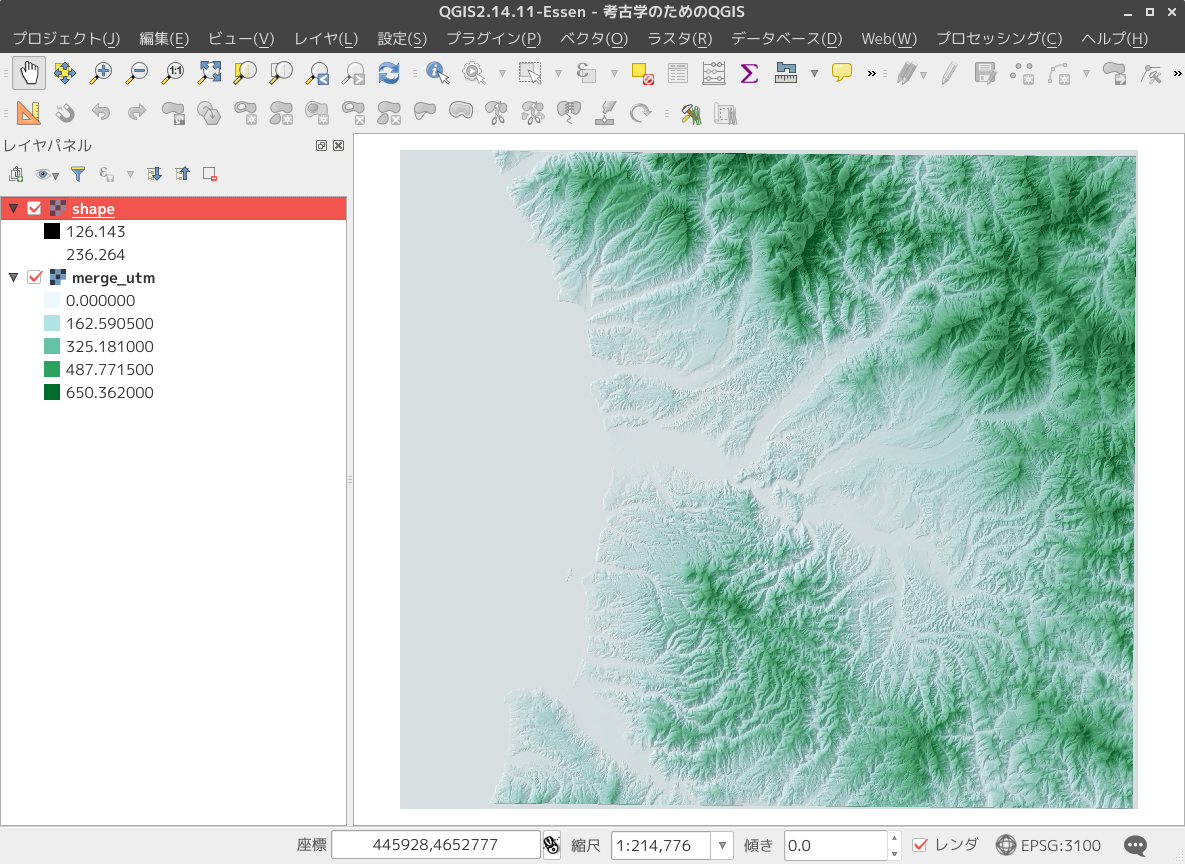 QGIS2.14.11-Essen - 考古学のためのQGIS
プロジェクト(J) 編集(E) ビュー(V) レイヤ(L) 設定(S) プラグイン(P) ベクタ(O) ラスタ(R) データベース(D) Web(W) プロセッシング(C) ヘルプ(H)
1:1
»
»
レイヤパネル
shape
126.143
236.264
merge_utm
0.000000
162.590500
325.181000
487.771500
650.362000
座標 445928,4652777 縮尺 1:214,776 傾き 0.0 レンダ EPSG:3100